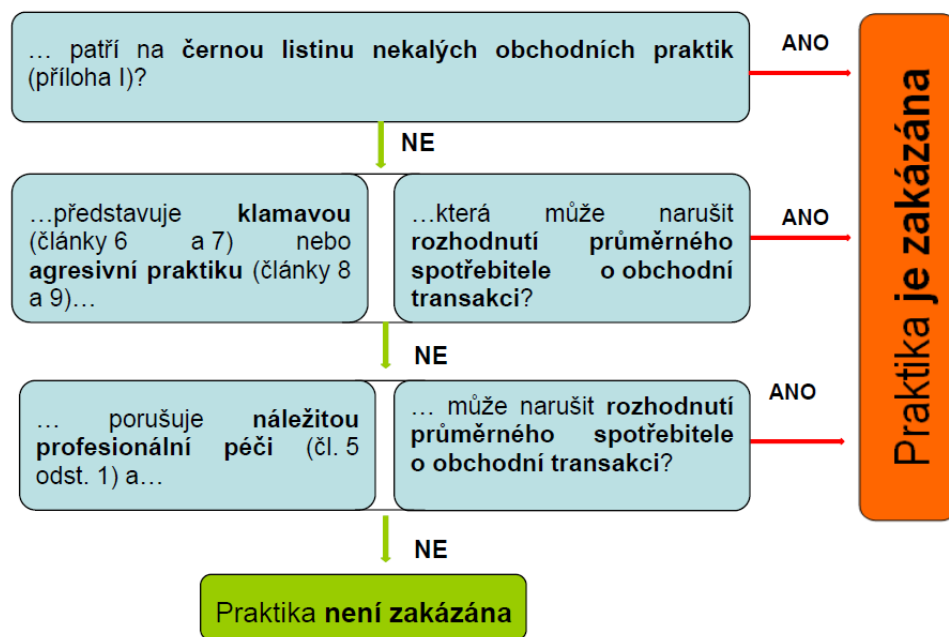 … patří na černou listinu nekalých obchodních praktik
(příloha I)?
ANO
NE
…představuje klamavou
(články 6 a 7) nebo
agresivní praktiku (články 8
a 9)…
…která může narušit
rozhodnutí průměrného
spotřebitele o obchodní
transakci?
ANO
NE
… porušuje náležitou
profesionální péči (čl. 5
odst. 1) a…
… může narušit rozhodnutí
průměrného spotřebitele
o obchodní transakci?
ANO
NE
Praktika není zakázána
Praktika je zakázána